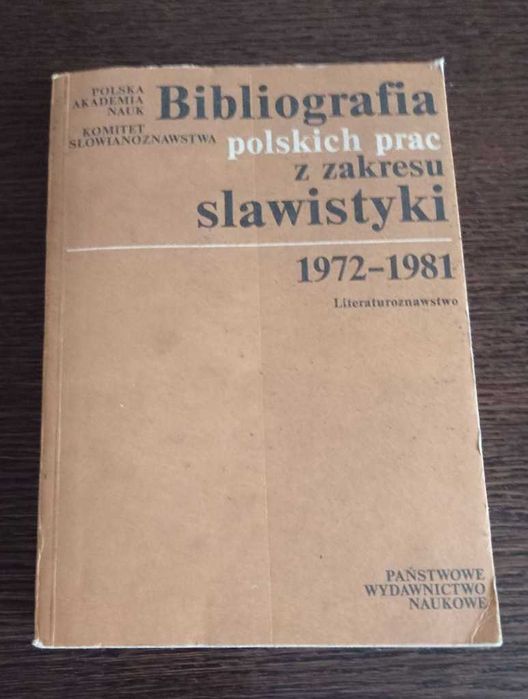 POLSKA
AKADEMIA
NAUK
KOMITET
SŁOWIANOZNAWSTWA
Bibliografia
polskich prac
z zakresu
slawistyki
1972-1981
Literaturoznawstwo
PAŃSTWOWE
WYDAWNICTWO
NAUKOWE